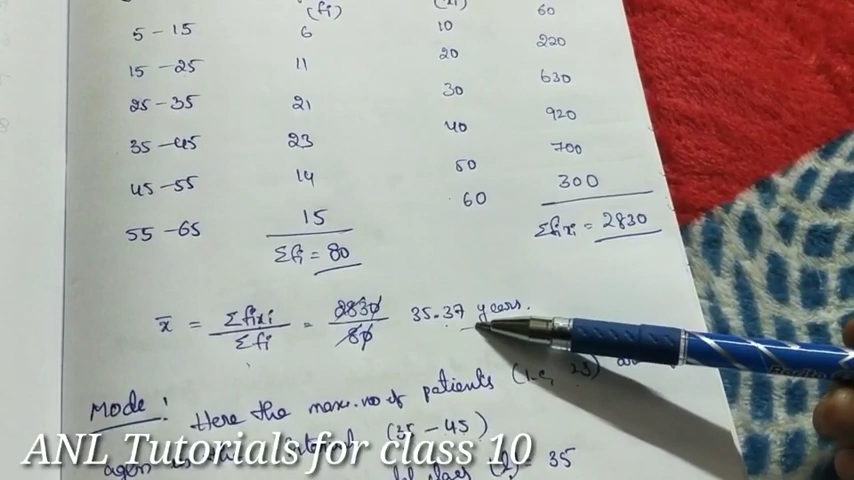 (fi) (xi) 60
5 - 15 6 10 220
15 - 25 11 20 630
25 - 35 21 30 920
35 - 45 23 40 700
45 - 55 14 50 300
55 - 65 15 60
Σfi = 80 Σfixi = 2830
x̄ = Σfixi / Σfi = 2830 / 80 35.37 years.
Mode: Here the max. no of patients (i.e, 23)
(35 - 45)
35
ANL Tutorials for class 10